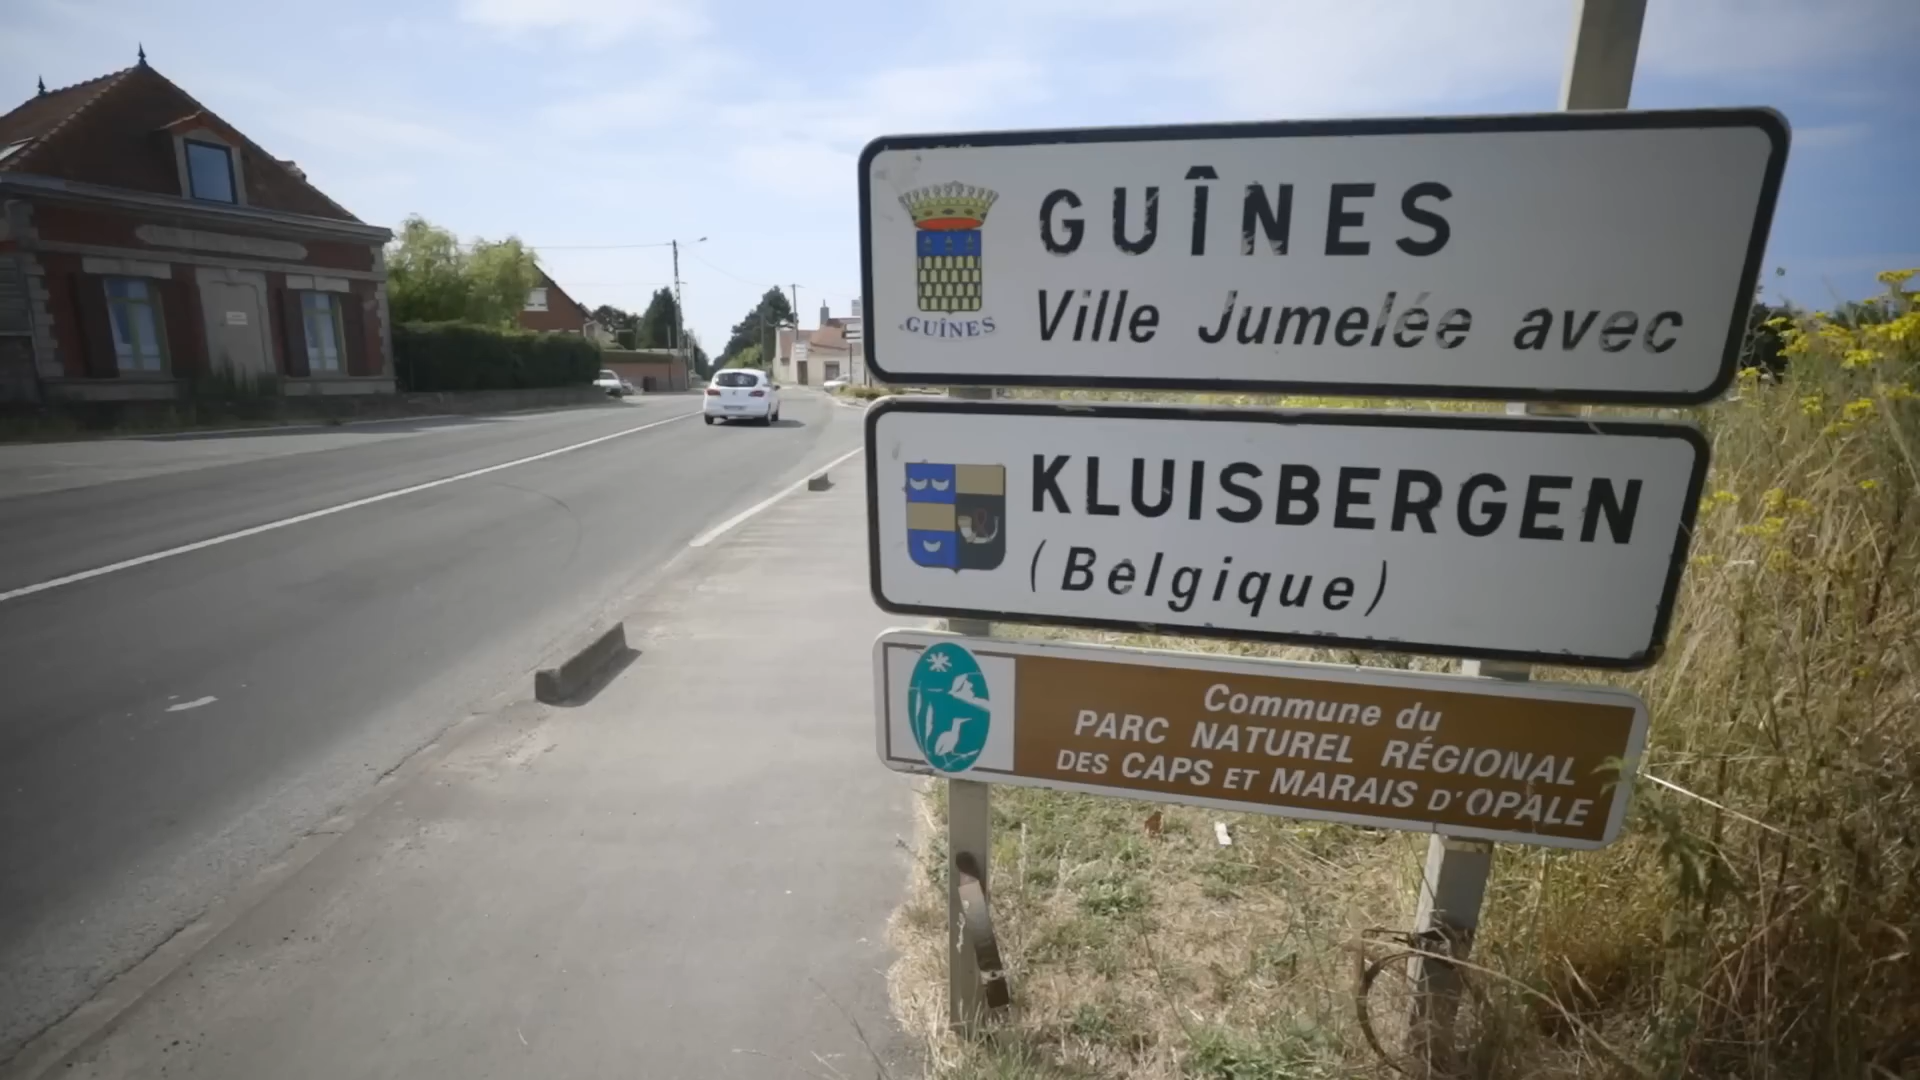 GUÎNES
Ville Jumelée avec
GUÎNES
KLUISBERGEN
(Belgique)
Commune du
PARC NATUREL RÉGIONAL
DES CAPS ET MARAIS D'OPALE